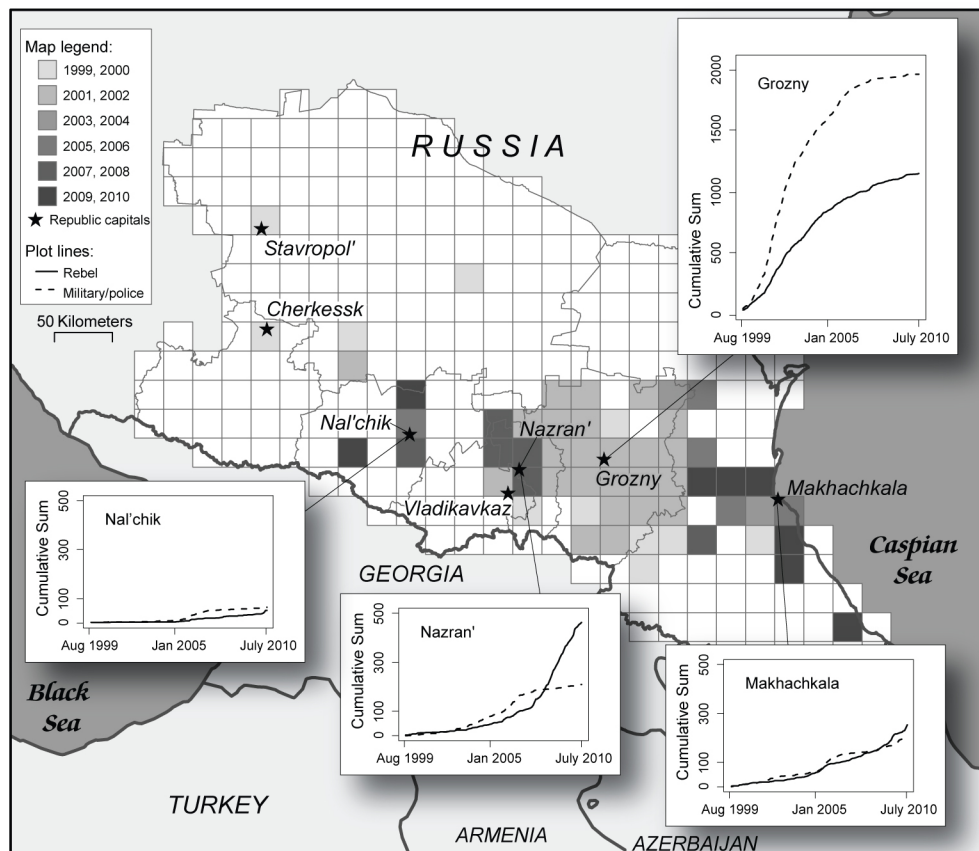 Map legend:
1999, 2000
2001, 2002
2003, 2004
2005, 2006
2007, 2008
2009, 2010
Republic capitals
Plot lines:
Rebel
Military/police
50 Kilometers
RUSSIA
Stavropol'
Cherkessk
Nal'chik
Nazran'
Vladikavkaz
Grozny
Makhachkala
GEORGIA
Caspian
Sea
Black
Sea
TURKEY
ARMENIA
AZERBAIJAN
Grozny
Cumulative Sum
2000
1500
1000
500
0
Aug 1999
Jan 2005
July 2010
Nal'chik
Cumulative Sum
500
300
100
0
Aug 1999
Jan 2005
July 2010
Nazran'
Cumulative Sum
500
300
100
0
Aug 1999
Jan 2005
July 2010
Makhachkala
Cumulative Sum
500
300
100
0
Aug 1999
Jan 2005
July 2010